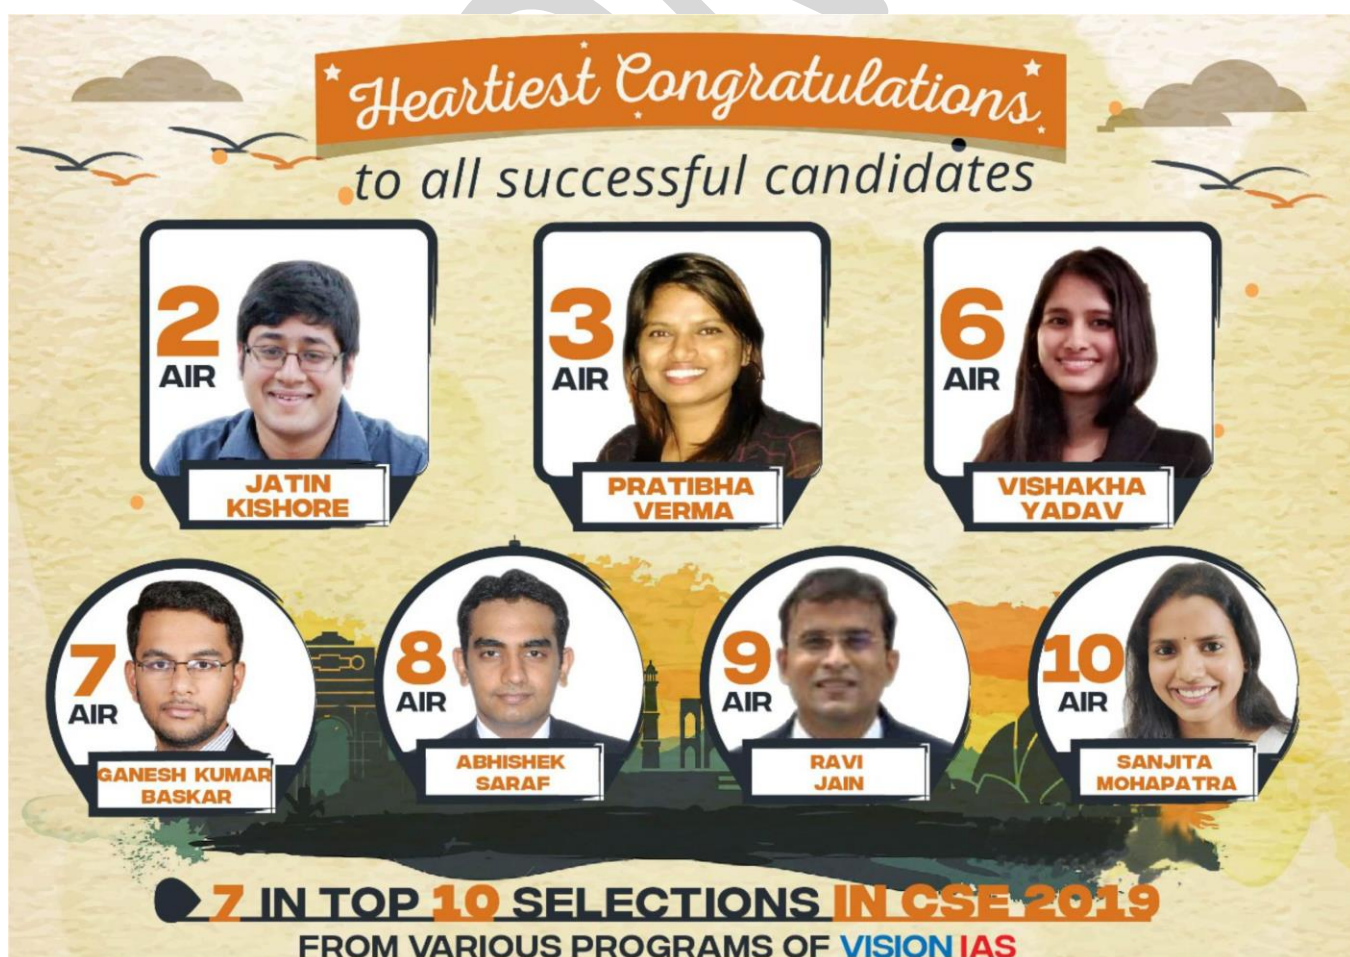 Heartiest Congratulations
to all successful candidates
2
AIR
JATIN
KISHORE
3
AIR
PRATIBHA
VERMA
6
AIR
VISHAKHA
YADAV
7
AIR
GANESH KUMAR
BASKAR
8
AIR
ABHISHEK
SARAF
9
AIR
RAVI
JAIN
10
AIR
SANJITA
MOHAPATRA
7 IN TOP 10 SELECTIONS IN CSE 2019
FROM VARIOUS PROGRAMS OF VISION IAS